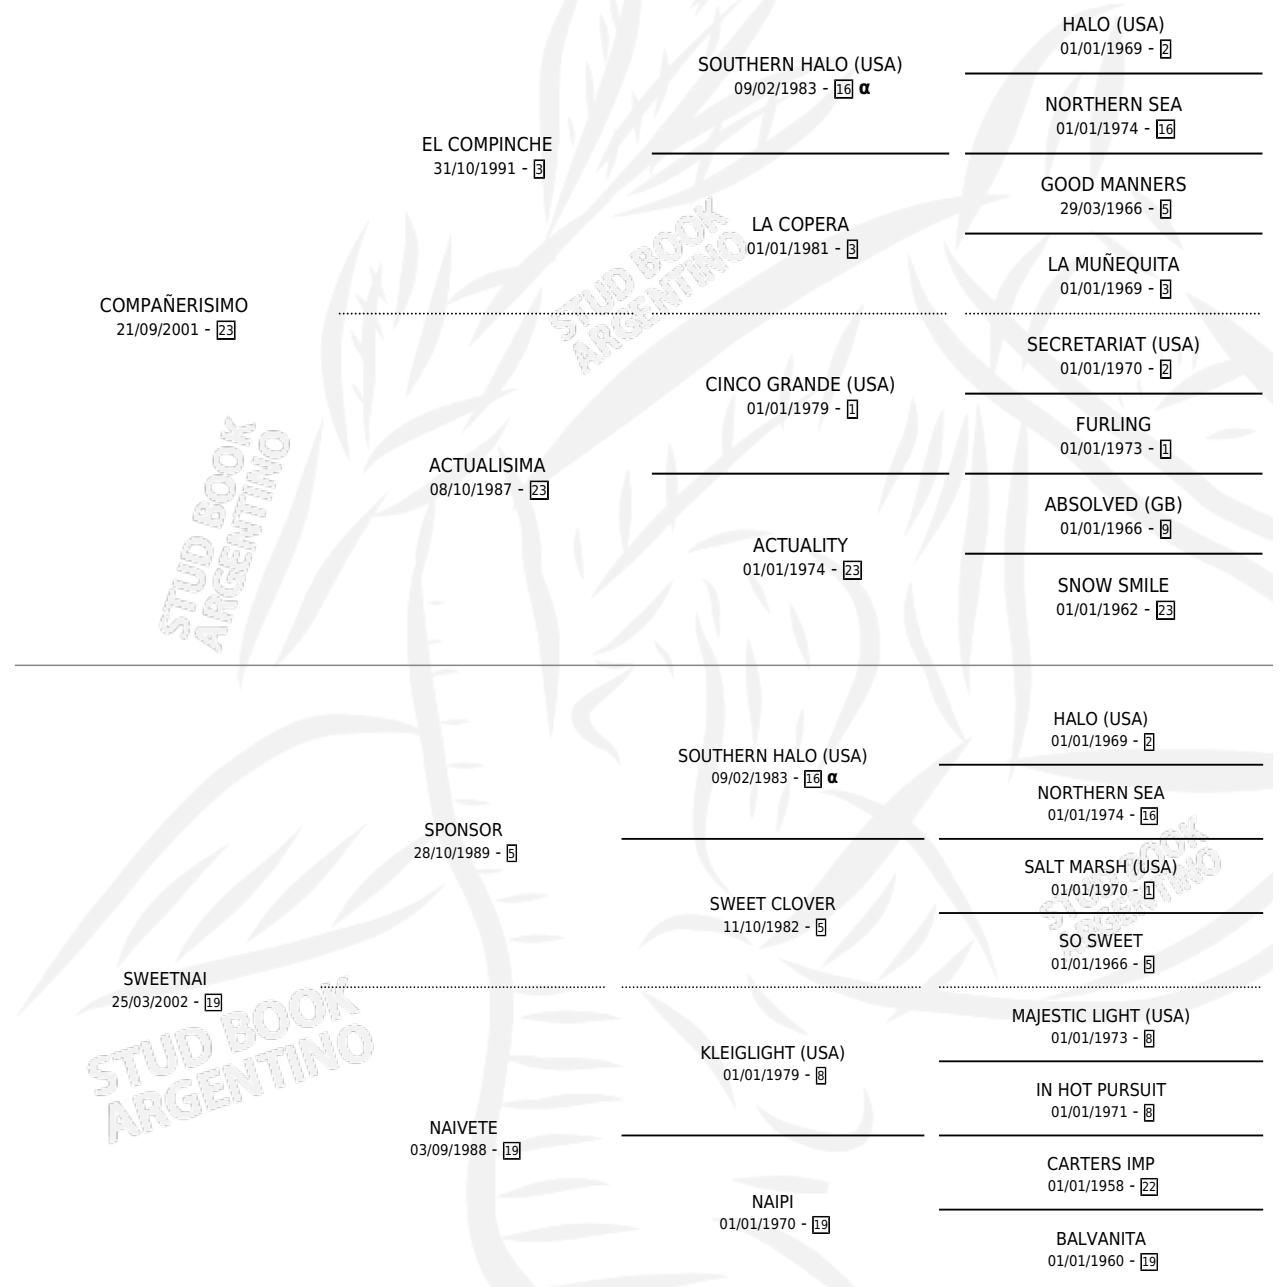 HALO (USA)
01/01/1969 - 2
SOUTHERN HALO (USA)
09/02/1983 - 16 α
NORTHERN SEA
01/01/1974 - 16
EL COMPINCHE
31/10/1991 - 3
GOOD MANNERS
29/03/1966 - 5
LA COPERA
01/01/1981 - 3
LA MUÑEQUITA
01/01/1969 - 3
COMPAÑERISIMO
21/09/2001 - 23
SECRETARIAT (USA)
01/01/1970 - 2
CINCO GRANDE (USA)
01/01/1979 - 1
FURLING
01/01/1973 - 1
ACTUALISIMA
08/10/1987 - 23
ABSOLVED (GB)
01/01/1966 - 9
ACTUALITY
01/01/1974 - 23
SNOW SMILE
01/01/1962 - 23
HALO (USA)
01/01/1969 - 2
SOUTHERN HALO (USA)
09/02/1983 - 16 α
NORTHERN SEA
01/01/1974 - 16
SPONSOR
28/10/1989 - 5
SALT MARSH (USA)
01/01/1970 - 1
SWEET CLOVER
11/10/1982 - 5
SO SWEET
01/01/1966 - 5
SWEETNAI
25/03/2002 - 19
MAJESTIC LIGHT (USA)
01/01/1973 - 8
KLEIGLIGHT (USA)
01/01/1979 - 8
IN HOT PURSUIT
01/01/1971 - 8
NAIVETE
03/09/1988 - 19
CARTERS IMP
01/01/1958 - 22
NAIPI
01/01/1970 - 19
BALVANITA
01/01/1960 - 19
STUD BOOK
ARGENTINO
STUD BOOK
ARGENTINO
STUD BOOK
ARGENTINO
STUD BOOK
ARGENTINO